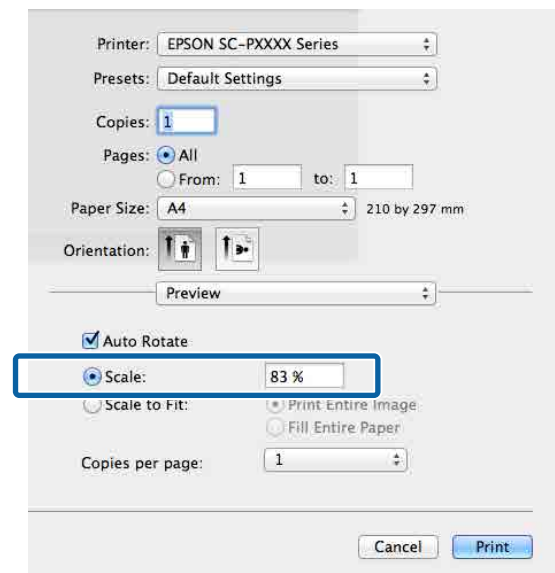 Printer: EPSON SC-PXXXX Series
Presets: Default Settings
Copies: 1
Pages: All
From: 1 to: 1
Paper Size: A4 210 by 297 mm
Orientation:
Preview
Auto Rotate
Scale: 83 %
Scale to Fit: Print Entire Image
Fill Entire Paper
Copies per page: 1
Cancel Print